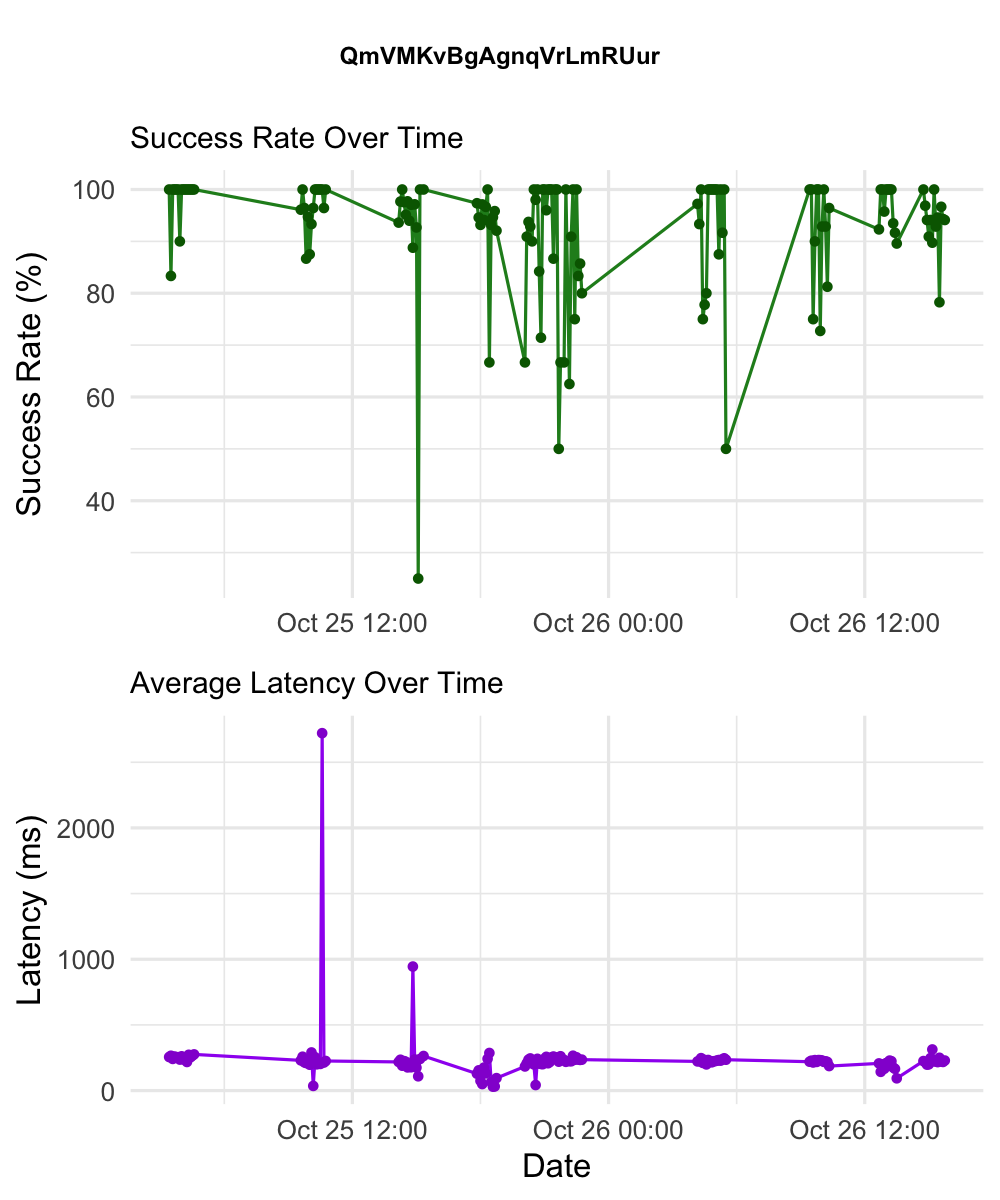 QmVMKvBgAgnqVrLmRUur
Success Rate Over Time
Success Rate (%)
100
80
60
40
Oct 25 12:00 Oct 26 00:00 Oct 26 12:00
Average Latency Over Time
Latency (ms)
2000
1000
0
Oct 25 12:00 Oct 26 00:00 Oct 26 12:00
Date